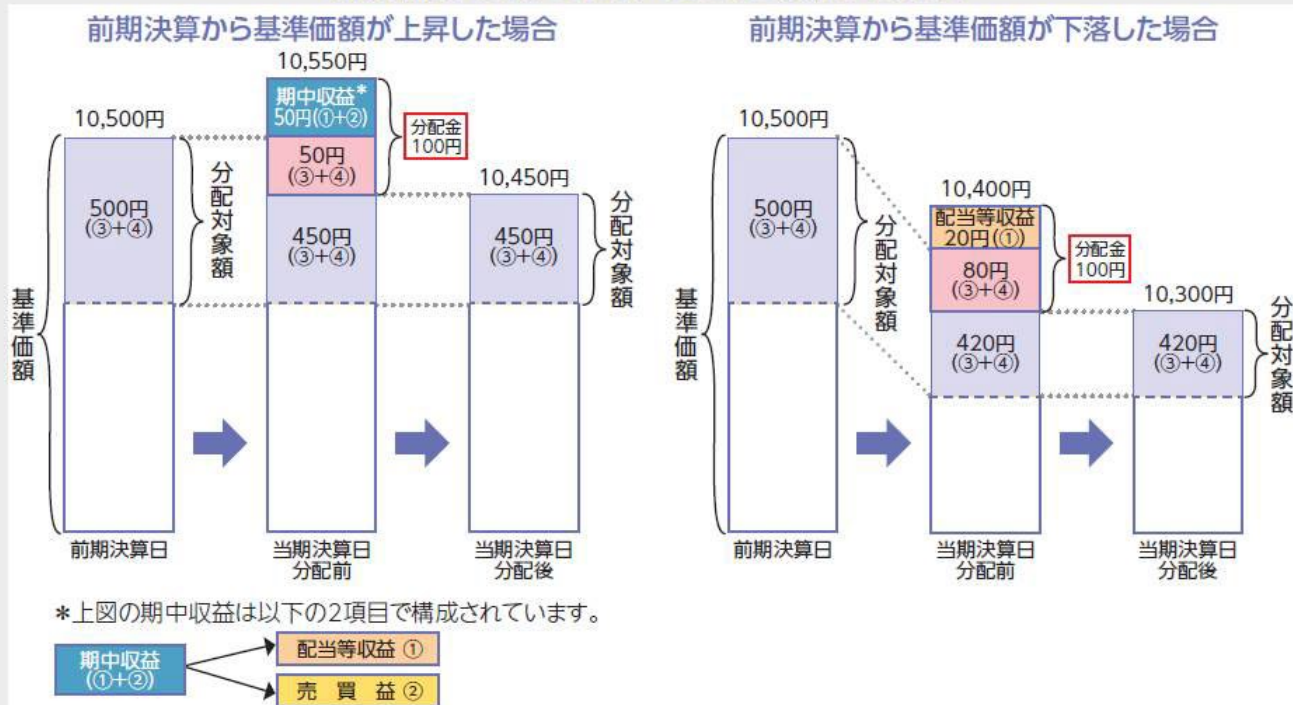 前期決算から基準価額が上昇した場合
10,500円
500円
(③+④)
分配対象額
基準価額
前期決算日
10,550円
期中収益*
50円(①+②)
50円
(③+④)
450円
(③+④)
分配金
100円
当期決算日
分配前
10,450円
450円
(③+④)
分配対象額
当期決算日
分配後
前期決算から基準価額が下落した場合
10,500円
500円
(③+④)
分配対象額
基準価額
前期決算日
10,400円
配当等収益
20円(①)
80円
(③+④)
420円
(③+④)
分配金
100円
当期決算日
分配前
10,300円
420円
(③+④)
分配対象額
当期決算日
分配後
*上図の期中収益は以下の2項目で構成されています。
期中収益
(①+②)
配当等収益 ①
売 買 益 ②